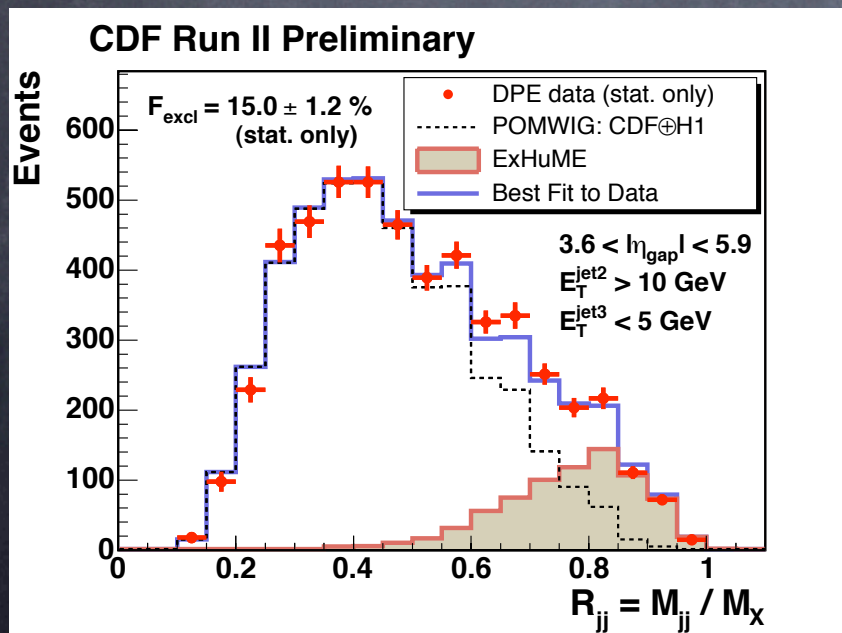 CDF Run II Preliminary
Events
F_excl = 15.0 ± 1.2 %
(stat. only)
DPE data (stat. only)
POMWIG: CDF⊕H1
ExHuME
Best Fit to Data
3.6 < |η_gap| < 5.9
E_T^jet2 > 10 GeV
E_T^jet3 < 5 GeV
600
500
400
300
200
100
0
0 0.2 0.4 0.6 0.8 1
R_jj = M_jj / M_X